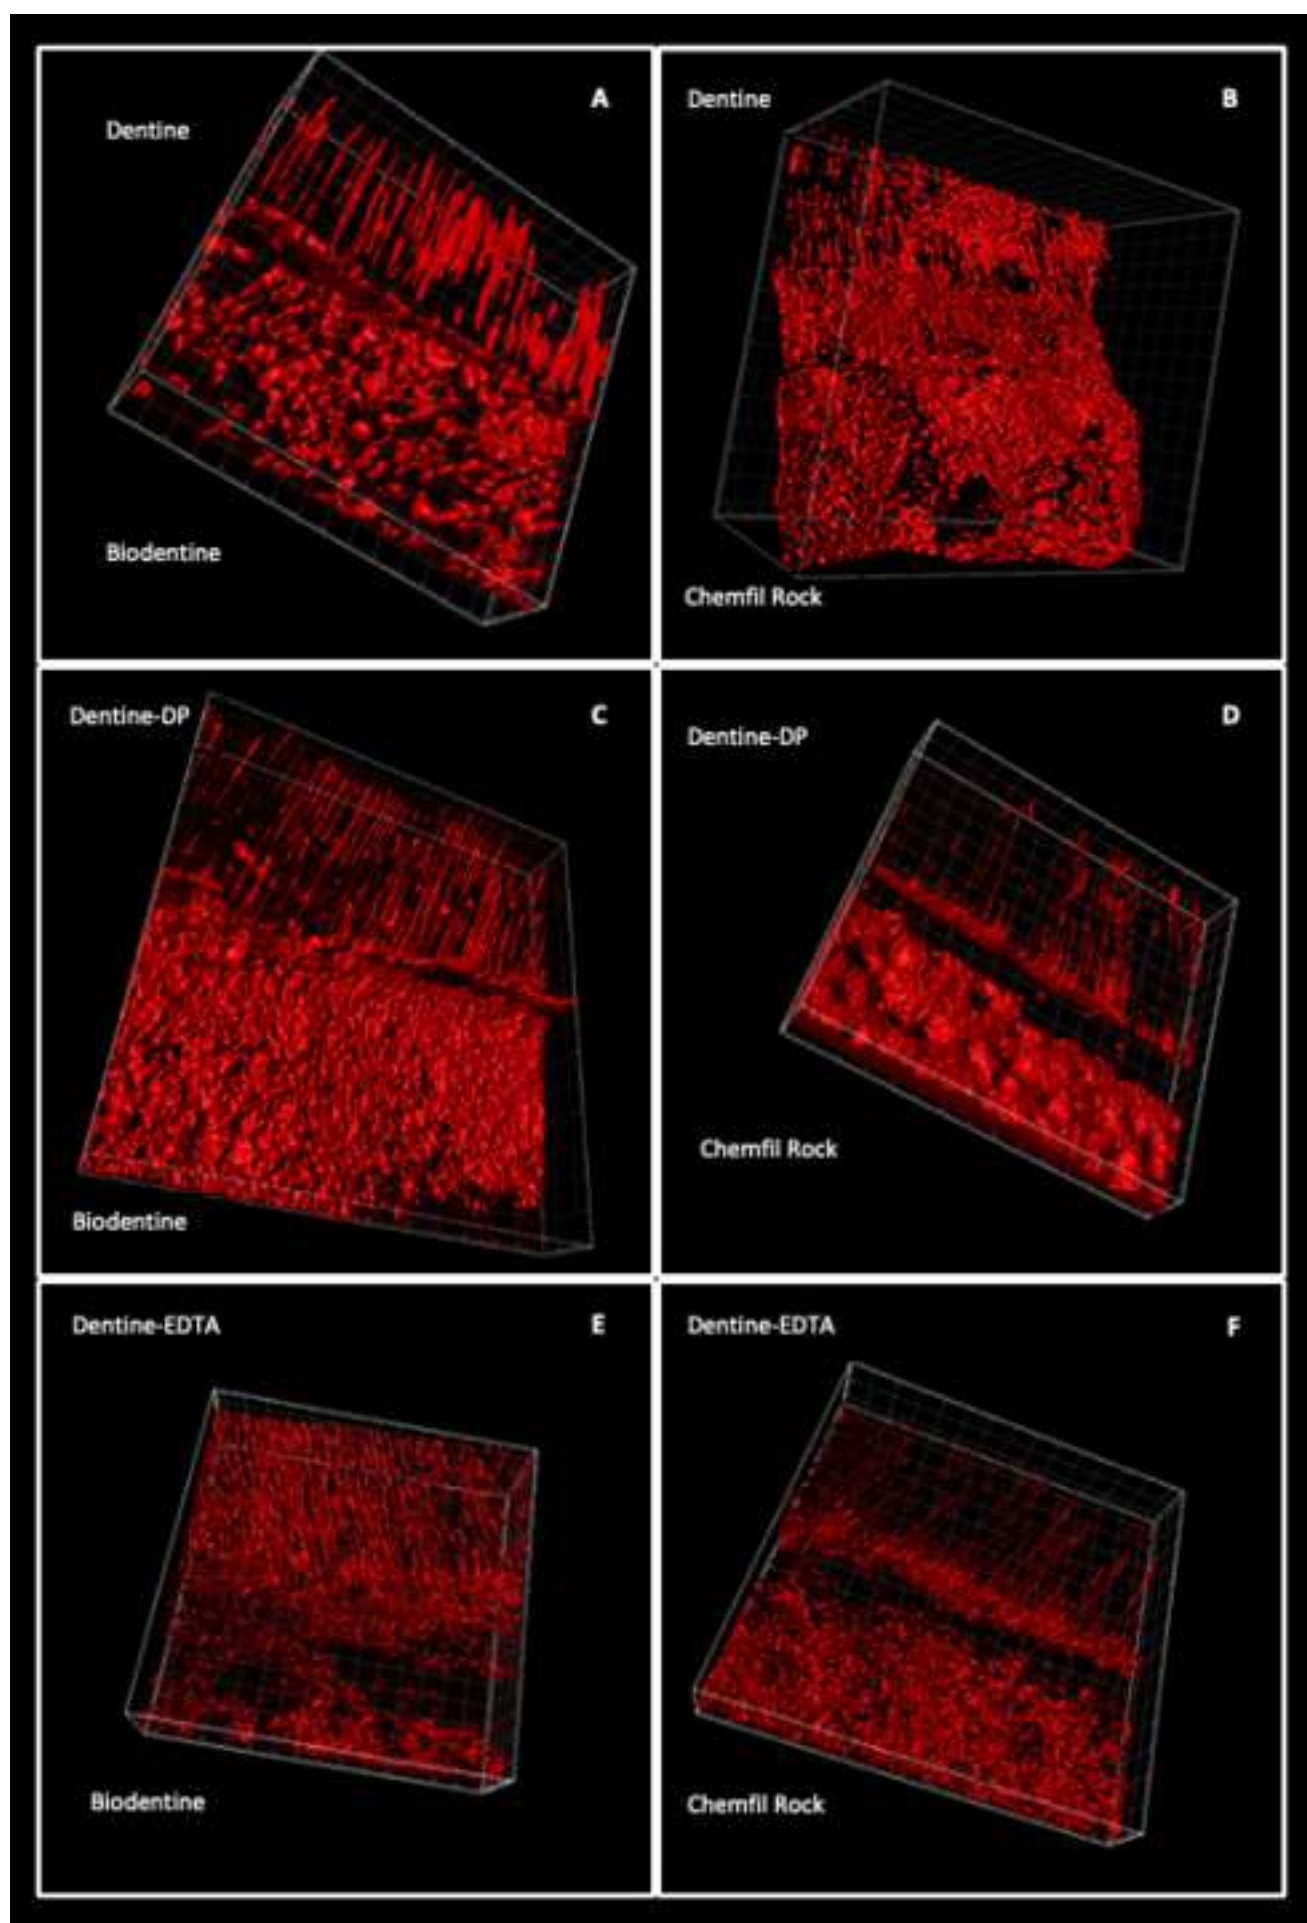 Dentine
A
Biodentine
Dentine
B
Chemfil Rock
Dentine-DP
C
Biodentine
Dentine-DP
D
Chemfil Rock
Dentine-EDTA
E
Biodentine
Dentine-EDTA
F
Chemfil Rock